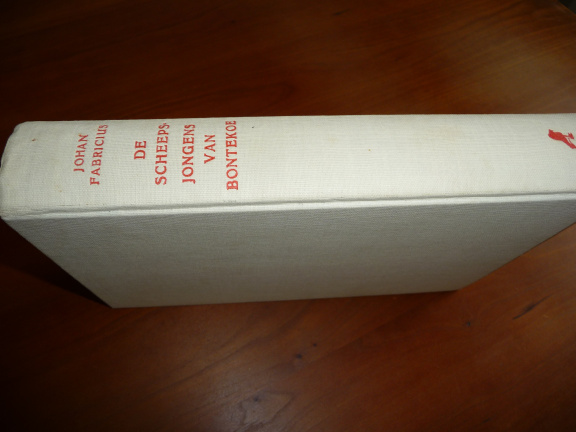 JOHAN
FABRICIUS
DE
SCHEEPS-
JONGENS
VAN
BONTEKOE